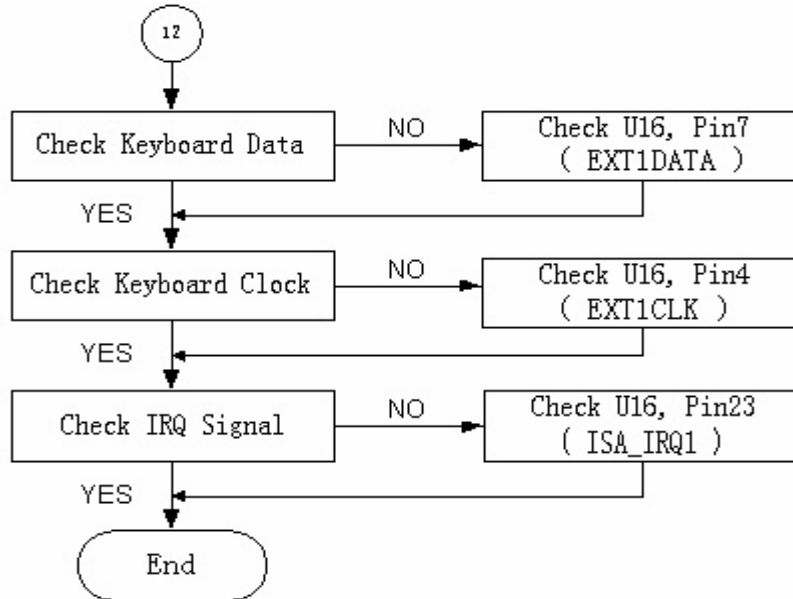 12
Check Keyboard Data
NO
Check U16, Pin7
( EXT1DATA )
YES
Check Keyboard Clock
NO
Check U16, Pin4
( EXT1CLK )
YES
Check IRQ Signal
NO
Check U16, Pin23
( ISA_IRQ1 )
YES
End